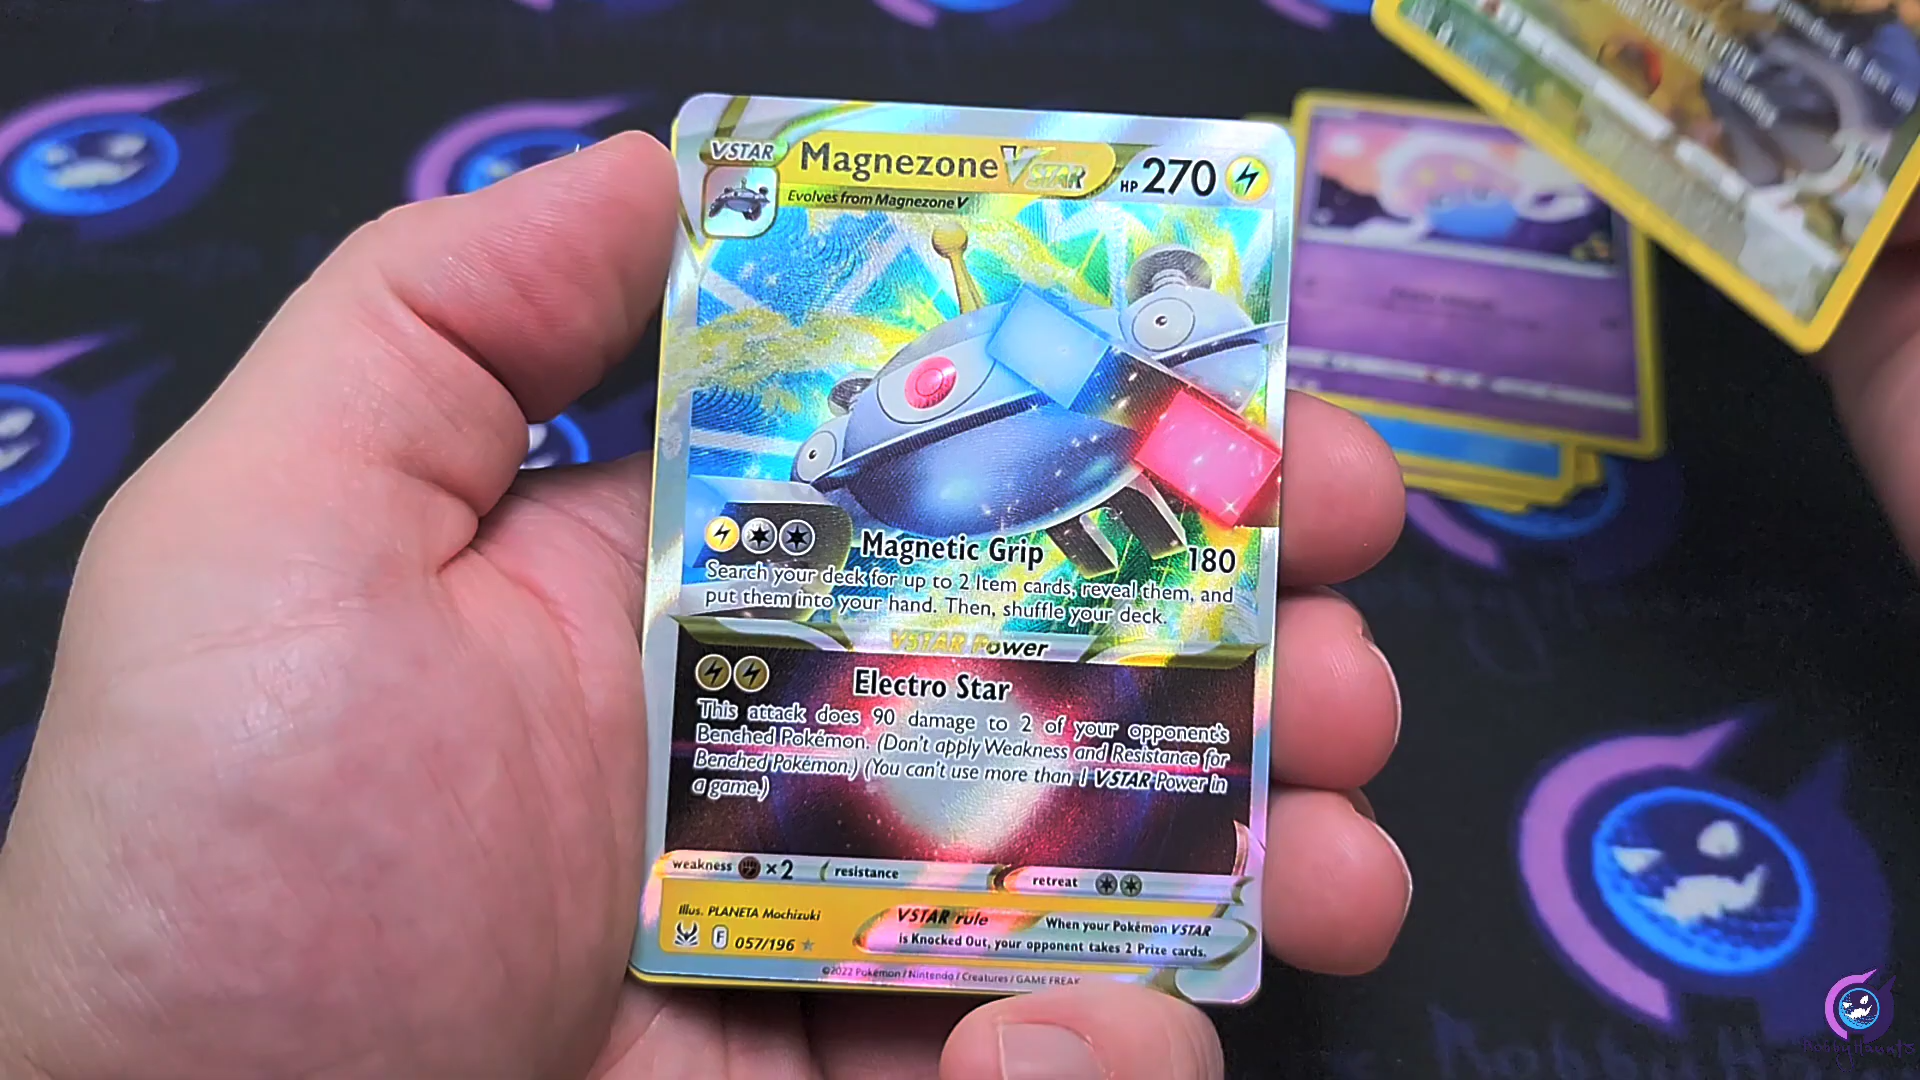 VSTAR
Magnezone VSTAR
HP 270
Evolves from Magnezone V
Magnetic Grip 180
Search your deck for up to 2 Item cards, reveal them, and
put them into your hand. Then, shuffle your deck.
VSTAR Power
Electro Star
This attack does 90 damage to 2 of your opponent's
Benched Pokémon. (Don't apply Weakness and Resistance for
Benched Pokémon.) (You can't use more than 1 VSTAR Power in
a game.)
weakness ×2 resistance retreat
Illus. PLANETA Mochizuki
F 057/196
VSTAR rule When your Pokémon VSTAR
is Knocked Out, your opponent takes 2 Prize cards.
©2022 Pokémon / Nintendo / Creatures / GAME FREAK